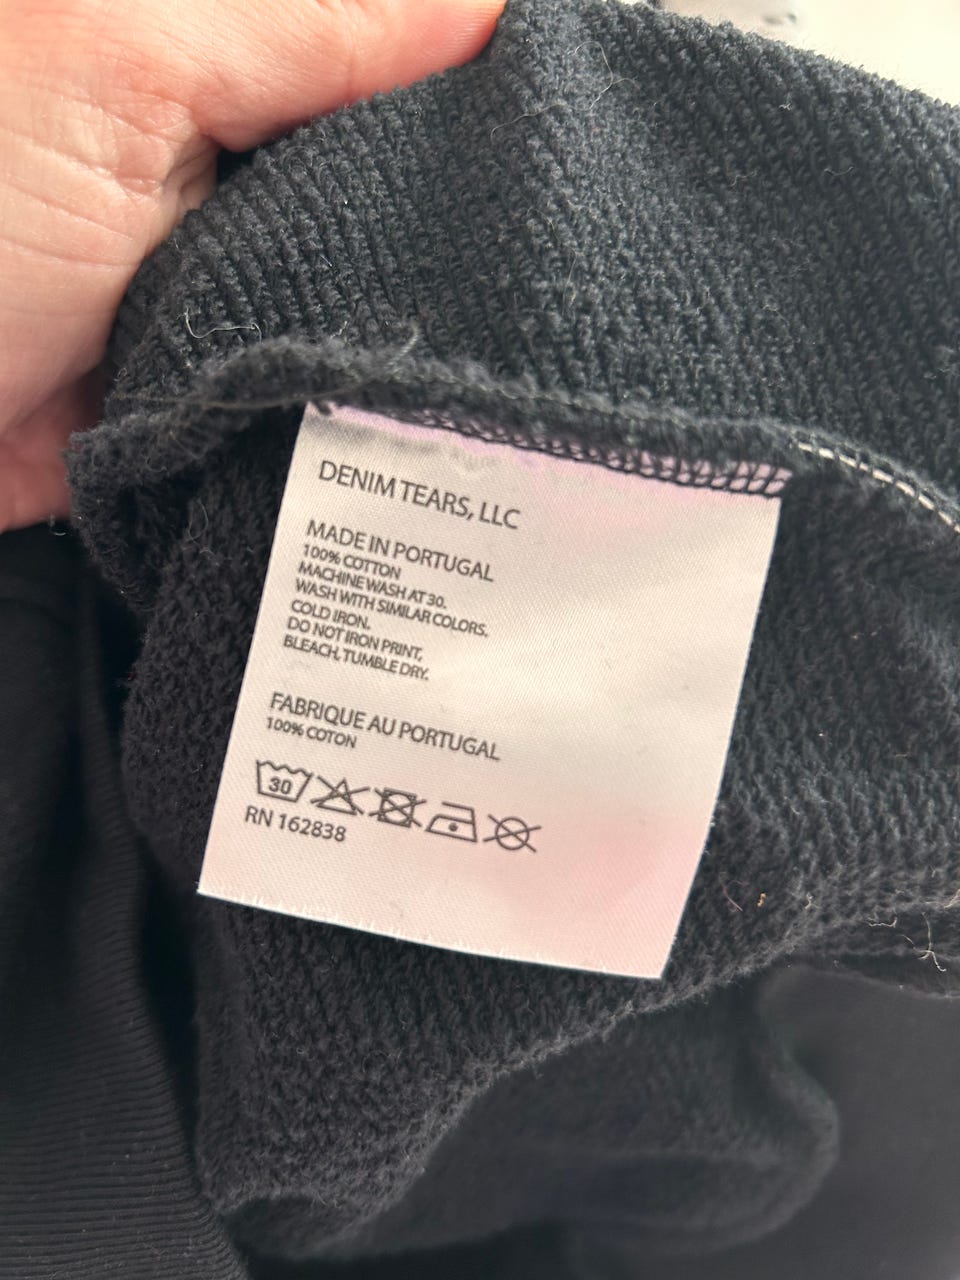 DENIM TEARS, LLC
MADE IN PORTUGAL
100% COTTON
MACHINE WASH AT 30.
WASH WITH SIMILAR COLORS.
COLD IRON.
DO NOT IRON PRINT,
BLEACH, TUMBLE DRY.
FABRIQUE AU PORTUGAL
100% COTON
30
RN 162838